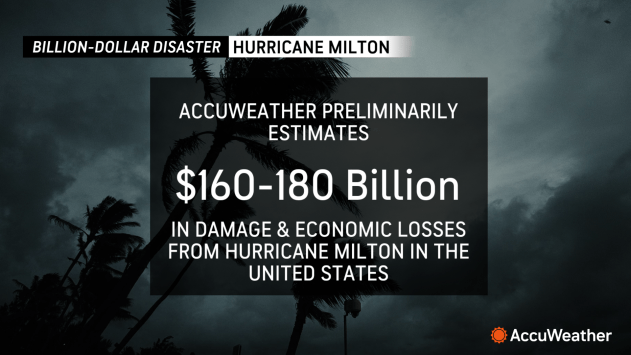 BILLION-DOLLAR DISASTER HURRICANE MILTON
ACCUWEATHER PRELIMINARILY
ESTIMATES
$160-180 Billion
IN DAMAGE & ECONOMIC LOSSES
FROM HURRICANE MILTON IN THE
UNITED STATES
AccuWeather